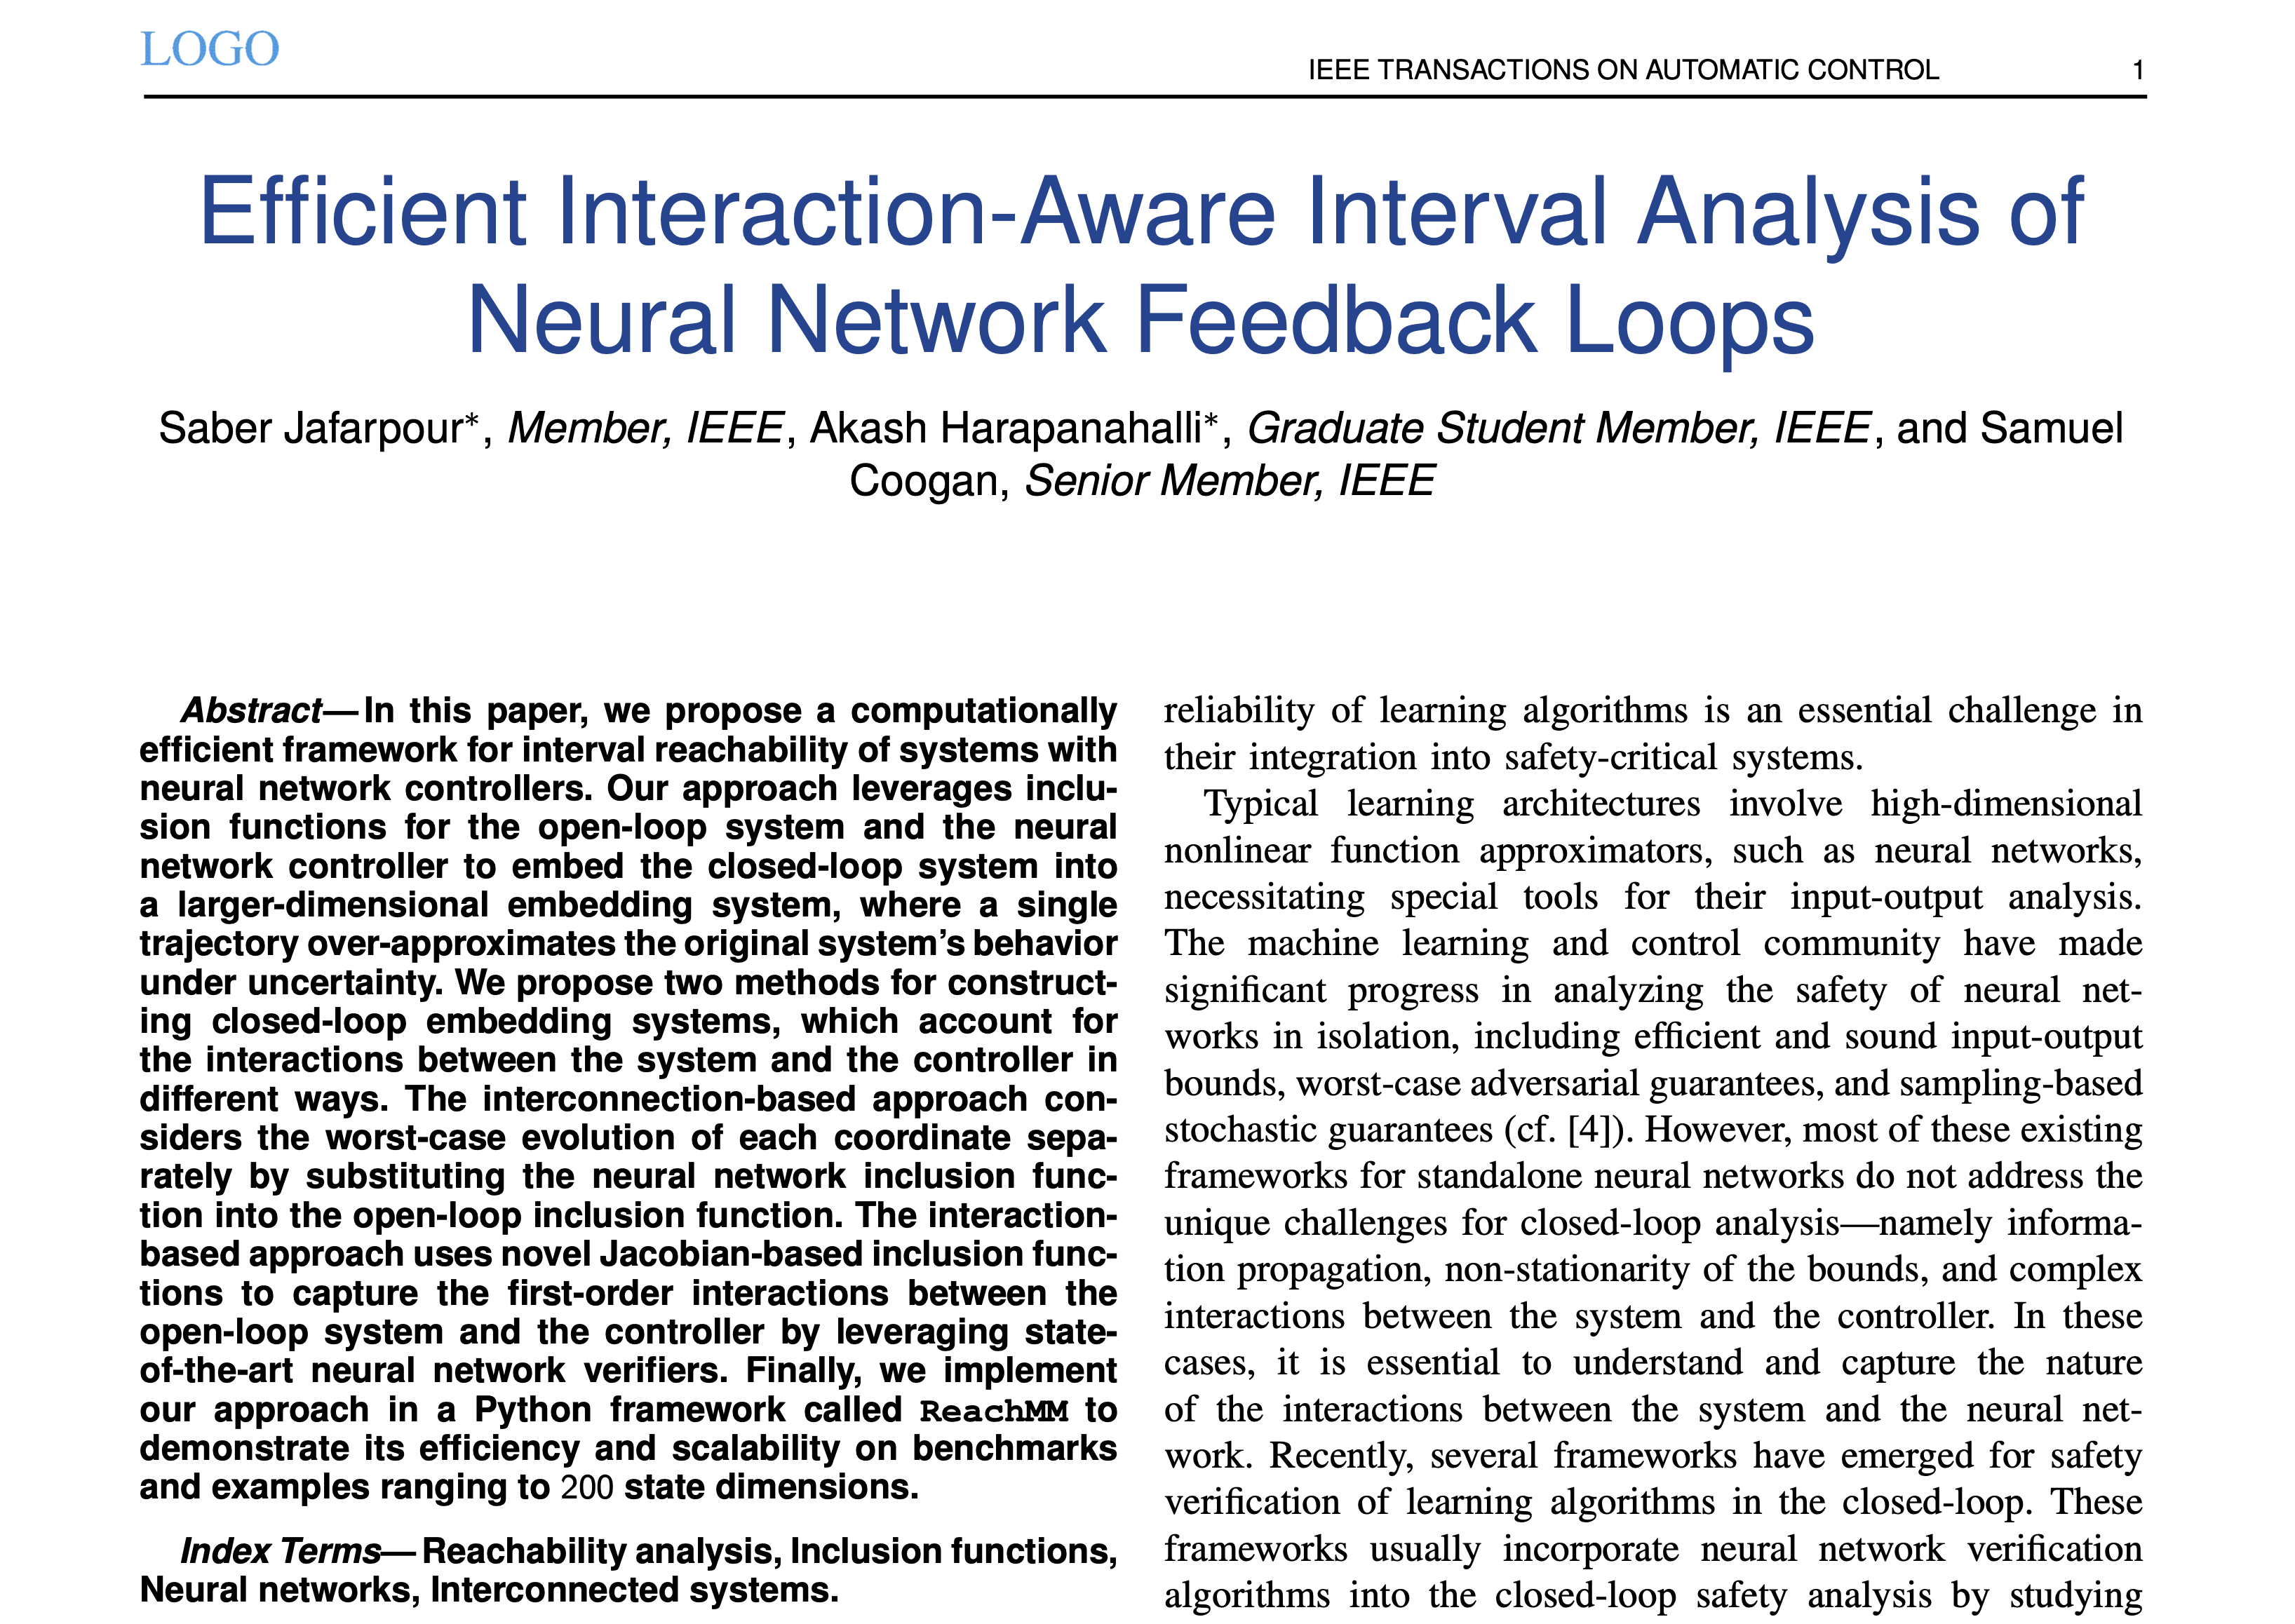 LOGO
IEEE TRANSACTIONS ON AUTOMATIC CONTROL 1
Efficient Interaction-Aware Interval Analysis of
Neural Network Feedback Loops
Saber Jafarpour*, Member, IEEE, Akash Harapanahalli*, Graduate Student Member, IEEE, and Samuel
Coogan, Senior Member, IEEE
Abstract—In this paper, we propose a computationally
efficient framework for interval reachability of systems with
neural network controllers. Our approach leverages inclu-
sion functions for the open-loop system and the neural
network controller to embed the closed-loop system into
a larger-dimensional embedding system, where a single
trajectory over-approximates the original system's behavior
under uncertainty. We propose two methods for construct-
ing closed-loop embedding systems, which account for
the interactions between the system and the controller in
different ways. The interconnection-based approach con-
siders the worst-case evolution of each coordinate sepa-
rately by substituting the neural network inclusion func-
tion into the open-loop inclusion function. The interaction-
based approach uses novel Jacobian-based inclusion func-
tions to capture the first-order interactions between the
open-loop system and the controller by leveraging state-
of-the-art neural network verifiers. Finally, we implement
our approach in a Python framework called ReachMM to
demonstrate its efficiency and scalability on benchmarks
and examples ranging to 200 state dimensions.
Index Terms—Reachability analysis, Inclusion functions,
Neural networks, Interconnected systems.
reliability of learning algorithms is an essential challenge in
their integration into safety-critical systems.
Typical learning architectures involve high-dimensional
nonlinear function approximators, such as neural networks,
necessitating special tools for their input-output analysis.
The machine learning and control community have made
significant progress in analyzing the safety of neural net-
works in isolation, including efficient and sound input-output
bounds, worst-case adversarial guarantees, and sampling-based
stochastic guarantees (cf. [4]). However, most of these existing
frameworks for standalone neural networks do not address the
unique challenges for closed-loop analysis—namely informa-
tion propagation, non-stationarity of the bounds, and complex
interactions between the system and the controller. In these
cases, it is essential to understand and capture the nature
of the interactions between the system and the neural net-
work. Recently, several frameworks have emerged for safety
verification of learning algorithms in the closed-loop. These
frameworks usually incorporate neural network verification
algorithms into the closed-loop safety analysis by studying